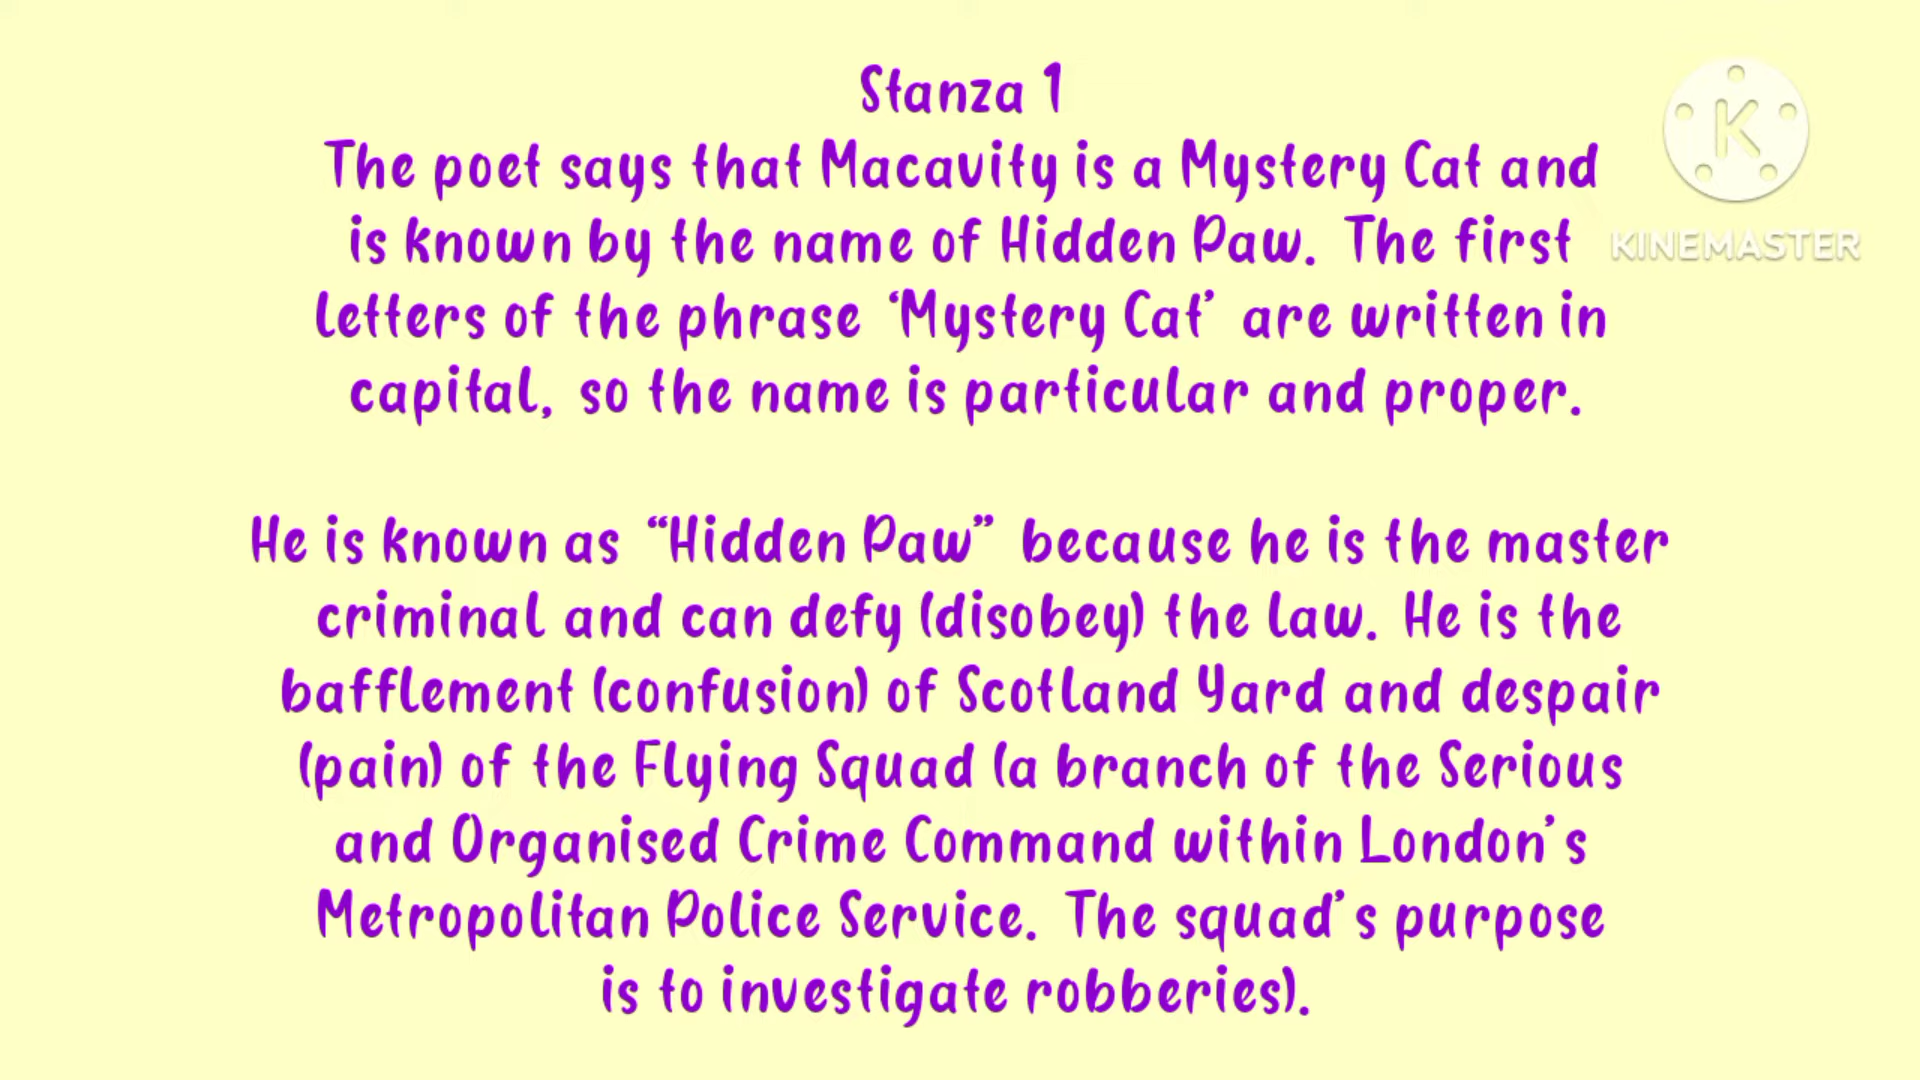 Stanza 1
The poet says that Macavity is a Mystery Cat and
is known by the name of Hidden Paw. The first
letters of the phrase ‘Mystery Cat’ are written in
capital, so the name is particular and proper.
He is known as “Hidden Paw” because he is the master
criminal and can defy (disobey) the law. He is the
bafflement (confusion) of Scotland Yard and despair
(pain) of the Flying Squad (a branch of the Serious
and Organised Crime Command within London’s
Metropolitan Police Service. The squad’s purpose
is to investigate robberies).
K
KINEMASTER